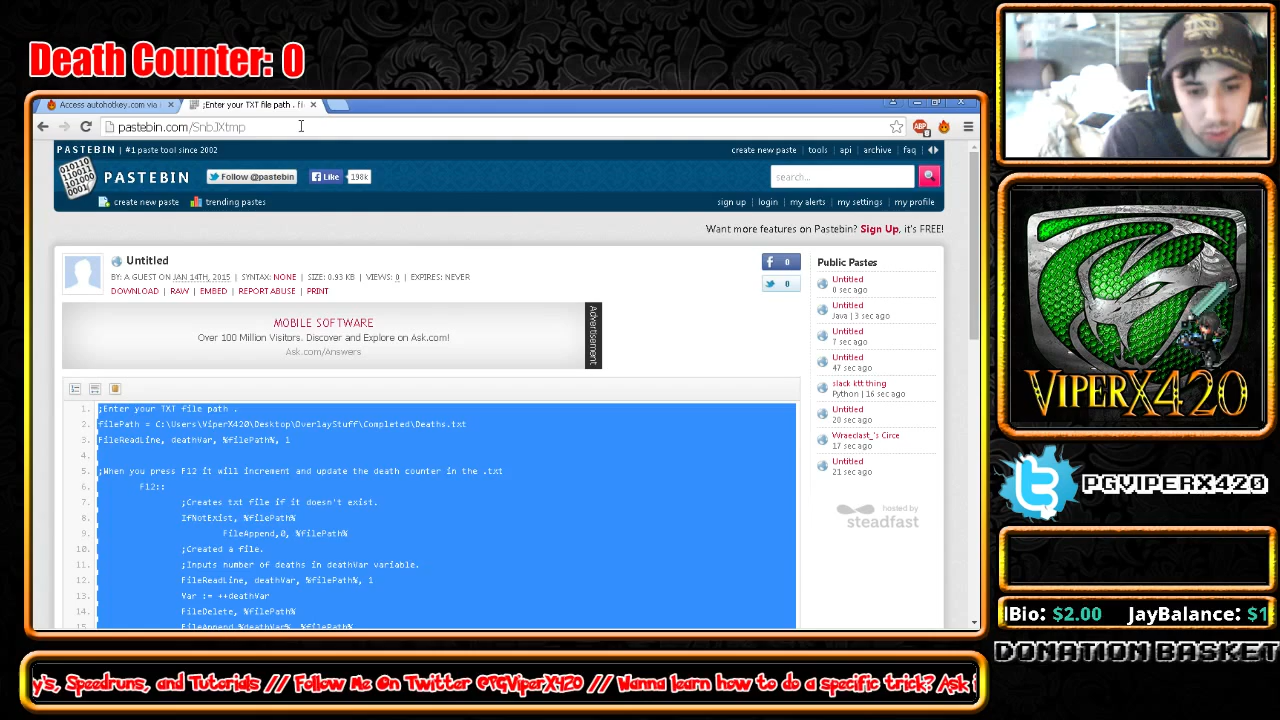 Death Counter: 0
Access autohotkey.com via
;Enter your TXT file path . fi
pastebin.com/SnbJXtmp
ABP
PASTEBIN | #1 paste tool since 2002
create new paste | tools | api | archive | faq
PASTEBIN
Follow @pastebin
Like 198k
search...
create new paste
trending pastes
sign up | login | my alerts | my settings | my profile
Want more features on Pastebin? Sign Up, it's FREE!
Untitled
BY: A GUEST ON JAN 14TH, 2015 | SYNTAX: NONE | SIZE: 0.93 KB | VIEWS: 0 | EXPIRES: NEVER
DOWNLOAD | RAW | EMBED | REPORT ABUSE | PRINT
0
0
MOBILE SOFTWARE
Over 100 Million Visitors. Discover and Explore on Ask.com!
Ask.com/Answers
Advertisement
1. ;Enter your TXT file path .
2. filePath = C:\Users\ViperX420\Desktop\OverlayStuff\Completed\Deaths.txt
3. FileReadLine, deathVar, %filePath%, 1
4.
5. ;When you press F12 it will increment and update the death counter in the .txt
6. F12::
7. ;Creates txt file if it doesn't exist.
8. IfNotExist, %filePath%
9. FileAppend,0, %filePath%
10. ;Created a file.
11. ;Inputs number of deaths in deathVar variable.
12. FileReadLine, deathVar, %filePath%, 1
13. Var := ++deathVar
14. FileDelete, %filePath%
15. FileAppend,%deathVar%, %filePath%
Public Pastes
Untitled
0 sec ago
Untitled
Java | 3 sec ago
Untitled
7 sec ago
Untitled
47 sec ago
slack ktt thing
Python | 16 sec ago
Untitled
20 sec ago
Wraeclast_'s Circe
17 sec ago
Untitled
21 sec ago
hosted by
steadfast
VIPERX420
PGVIPERX420
IBio: $2.00 JayBalance: $1
DONATION BASKET
y's, Speedruns, and Tutorials // Follow Me On Twitter @PGViperX420 // Wanna learn how to do a specific trick? Ask i